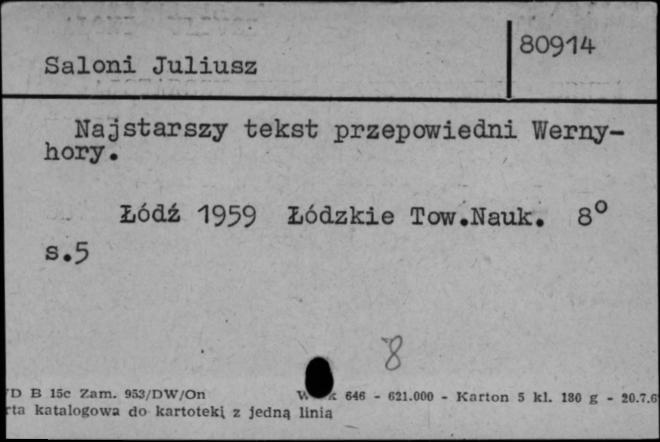 80914
Saloni Juliusz
Najstarszy tekst przepowiedni Werny-
hory.
Łódź 1959 Łódzkie Tow.Nauk. 8°
s.5
8
D B 15c Zam. 953/DW/On 646 - 621.000 - Karton 5 kl. 180 g - 20.7.6
rta katalogowa do kartoteki z jedną linią